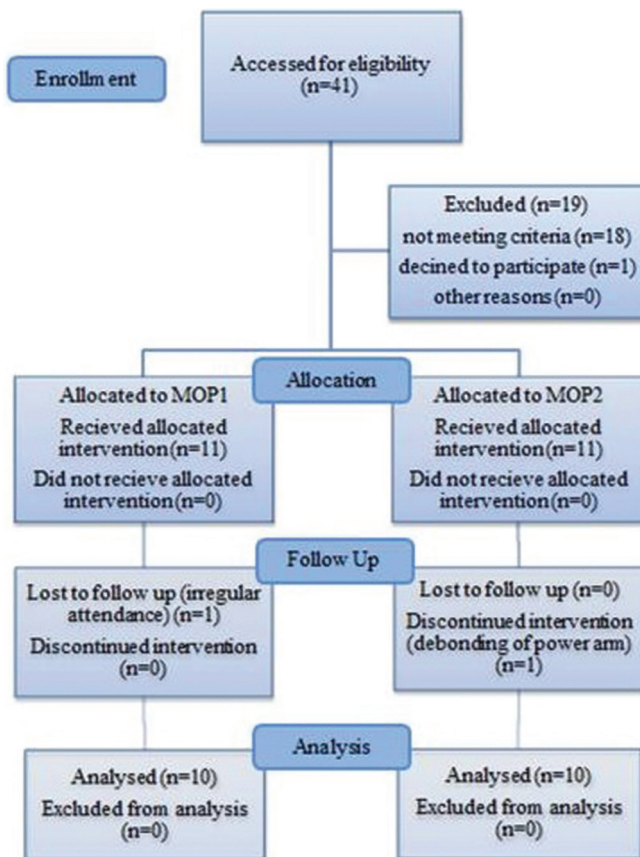 Enrollment
Accessed for eligibility
(n=41)
Excluded (n=19)
not meeting criteria (n=18)
decined to participate (n=1)
other reasons(n=0)
Allocation
Allocated to MOP1
Recieved allocated
intervention(n=11)
Did not recieve allocated
intervention(n=0)
Allocated to MOP2
Recieved allocated
intervention(n=11)
Did not recieve allocated
intervention(n=0)
Follow Up
Lost to follow up (irregular
attendance) (n=1)
Discontinued intervention
(n=0)
Lost to follow up (n=0)
Discontinued intervention
(debonding of power arm)
(n=1)
Analysis
Analysed (n=10)
Excluded from analysis
(n=0)
Analysed (n=10)
Excluded from analysis
(n=0)